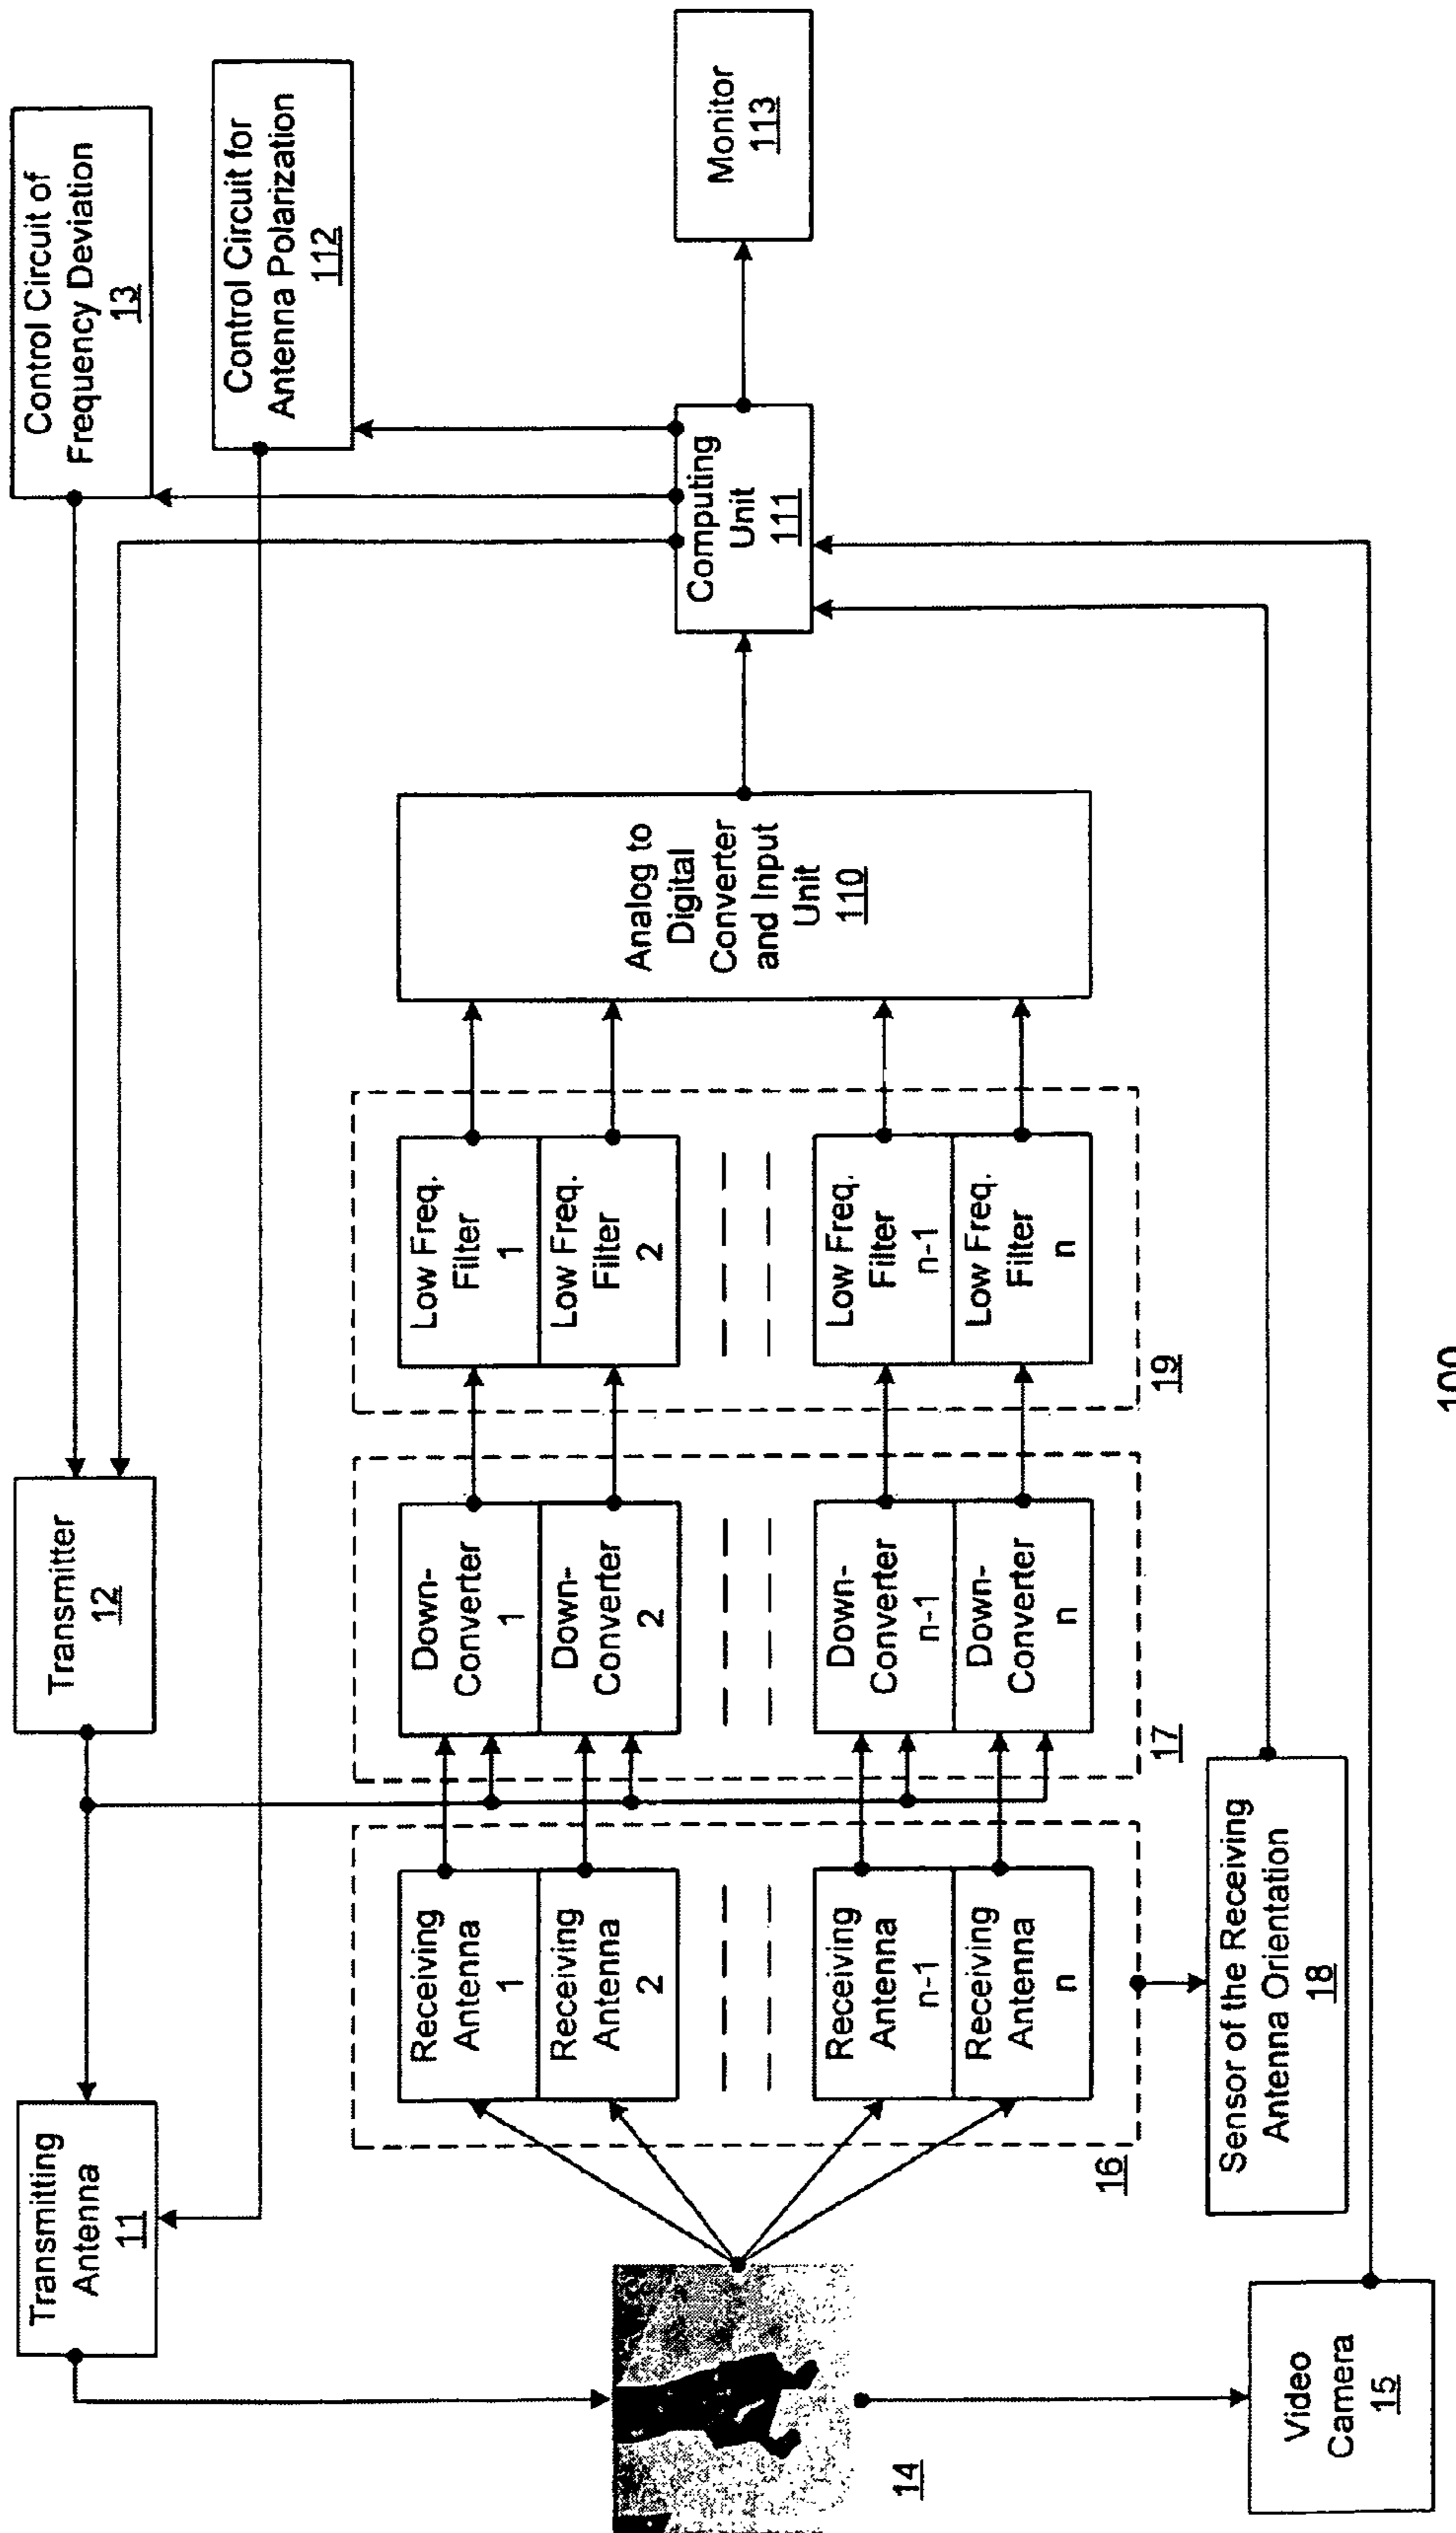 Control Circuit of
Frequency Deviation
13
Control Circuit for
Antenna Polarization
112
Monitor
113
Computing
Unit
111
Analog to
Digital
Converter
and Input
Unit
110
Transmitter
12
Transmitting
Antenna
11
Receiving
Antenna
1
Receiving
Antenna
2
Receiving
Antenna
n-1
Receiving
Antenna
n
16
Down-
Converter
1
Down-
Converter
2
Down-
Converter
n-1
Down-
Converter
n
17
Low Freq.
Filter
1
Low Freq.
Filter
2
Low Freq.
Filter
n-1
Low Freq.
Filter
n
19
14
Sensor of the Receiving
Antenna Orientation
18
Video
Camera
15
100